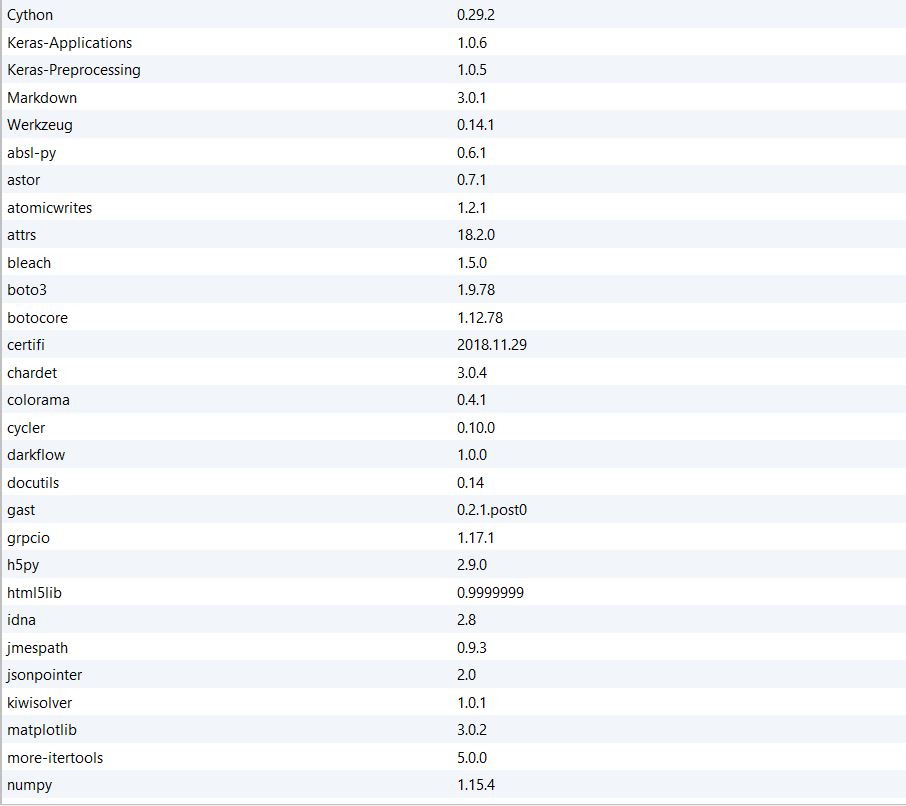 Cython 0.29.2
Keras-Applications 1.0.6
Keras-Preprocessing 1.0.5
Markdown 3.0.1
Werkzeug 0.14.1
absl-py 0.6.1
astor 0.7.1
atomicwrites 1.2.1
attrs 18.2.0
bleach 1.5.0
boto3 1.9.78
botocore 1.12.78
certifi 2018.11.29
chardet 3.0.4
colorama 0.4.1
cycler 0.10.0
darkflow 1.0.0
docutils 0.14
gast 0.2.1.post0
grpcio 1.17.1
h5py 2.9.0
html5lib 0.9999999
idna 2.8
jmespath 0.9.3
jsonpointer 2.0
kiwisolver 1.0.1
matplotlib 3.0.2
more-itertools 5.0.0
numpy 1.15.4